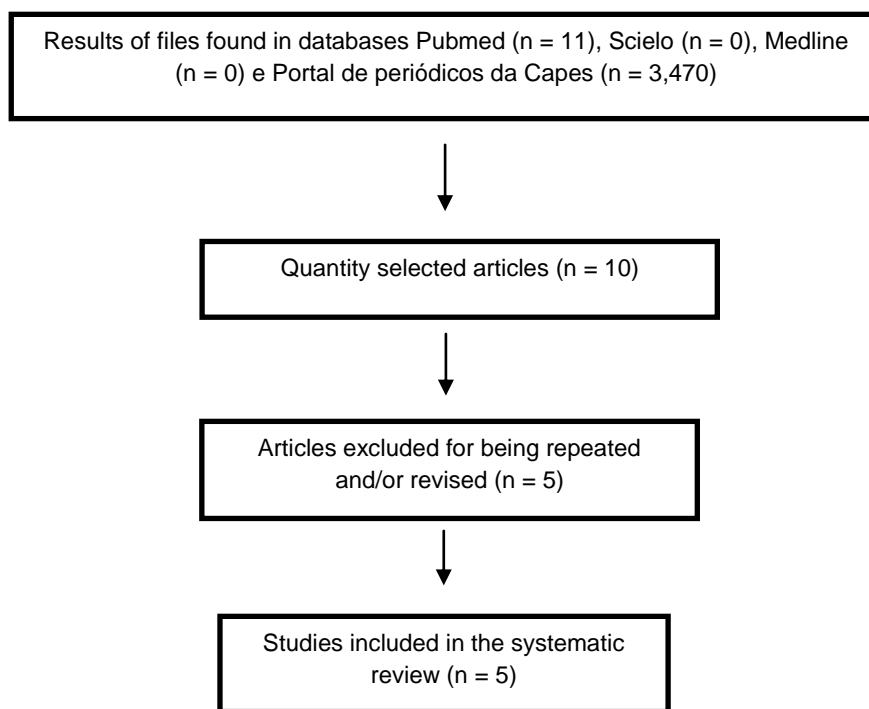 Results of files found in databases Pubmed (n = 11), Scielo (n = 0), Medline
(n = 0) e Portal de periódicos da Capes (n = 3,470)
Quantity selected articles (n = 10)
Articles excluded for being repeated
and/or revised (n = 5)
Studies included in the systematic
review (n = 5)